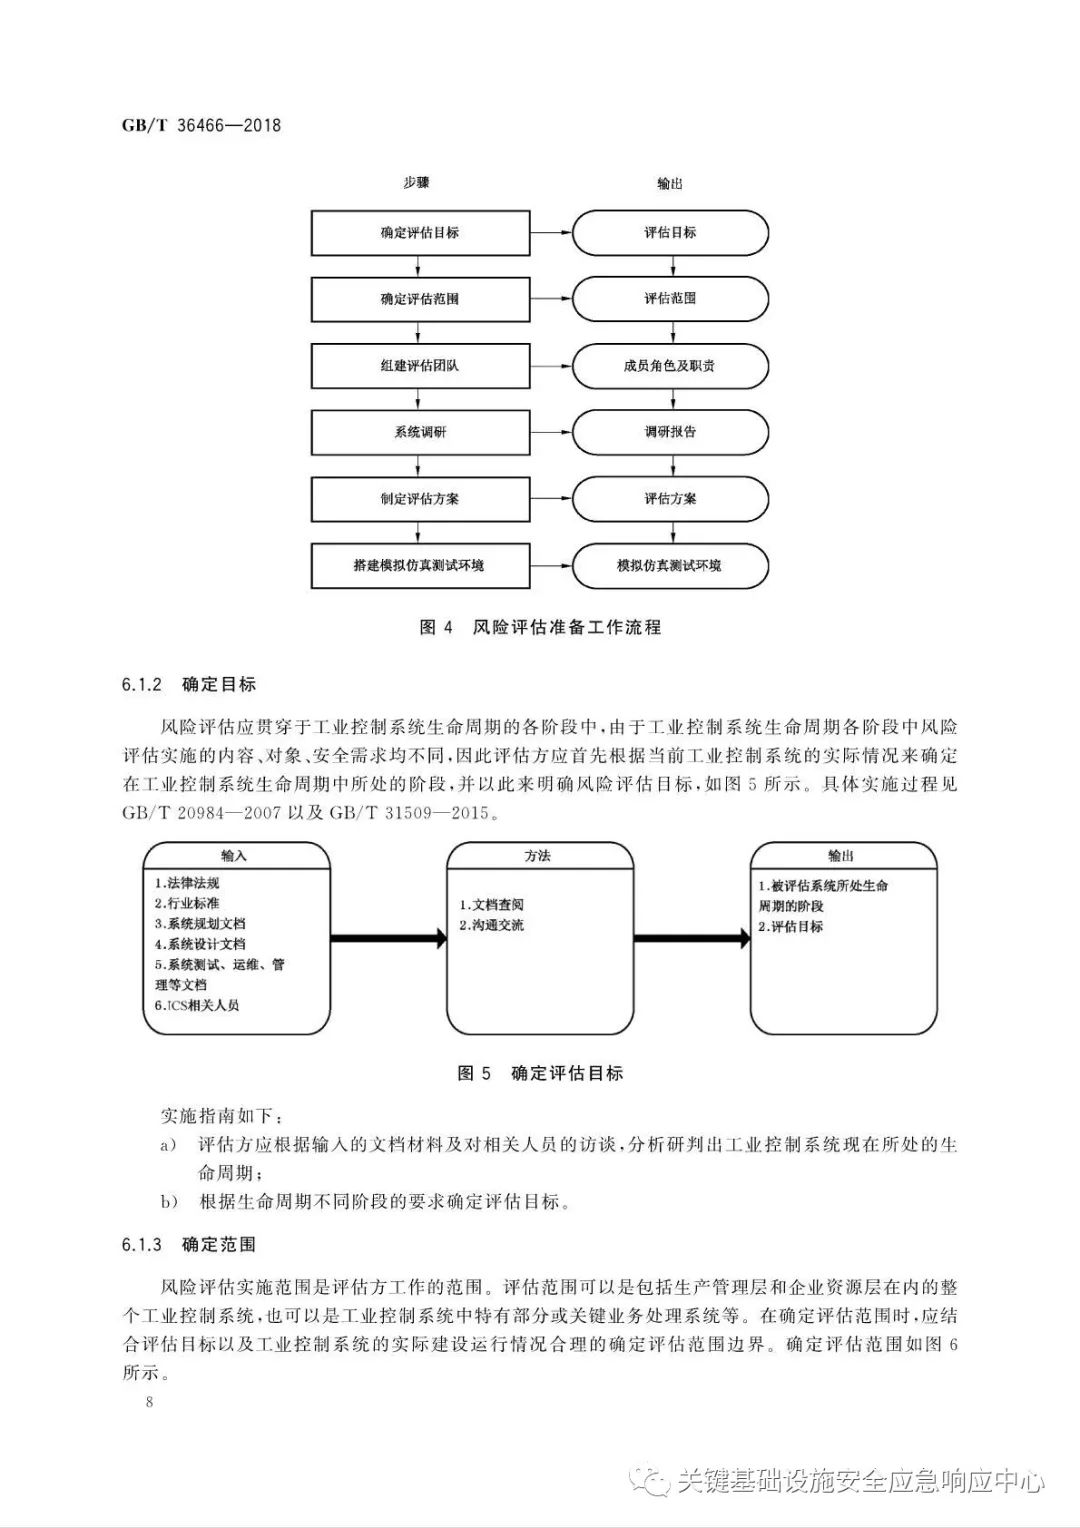 GB/T 36466—2018
步骤
输出
确定评估目标
评估目标
确定评估范围
评估范围
组建评估团队
成员角色及职责
系统调研
调研报告
制定评估方案
评估方案
搭建模拟仿真测试环境
模拟仿真测试环境
图 4 风险评估准备工作流程
6.1.2 确定目标
风险评估应贯穿于工业控制系统生命周期的各阶段中,由于工业控制系统生命周期各阶段中风险
评估实施的内容、对象、安全需求均不同,因此评估方应首先根据当前工业控制系统的实际情况来确定
在工业控制系统生命周期中所处的阶段,并以此来明确风险评估目标,如图 5 所示。具体实施过程见
GB/T 20984—2007 以及 GB/T 31509—2015。
输入
1.法律法规
2.行业标准
3.系统规划文档
4.系统设计文档
5.系统测试、运维、管
理等文档
6.ICS相关人员
方法
1.文档查阅
2.沟通交流
输出
1.被评估系统所处生命
周期的阶段
2.评估目标
图 5 确定评估目标
实施指南如下:
a) 评估方应根据输入的文档材料及对相关人员的访谈,分析研判出工业控制系统现在所处的生
命周期;
b) 根据生命周期不同阶段的要求确定评估目标。
6.1.3 确定范围
风险评估实施范围是评估方工作的范围。评估范围可以是包括生产管理层和企业资源层在内的整
个工业控制系统,也可以是工业控制系统中特有部分或关键业务处理系统等。在确定评估范围时,应结
合评估目标以及工业控制系统的实际建设运行情况合理的确定评估范围边界。确定评估范围如图 6
所示。
8
关键基础设施安全应急响应中心